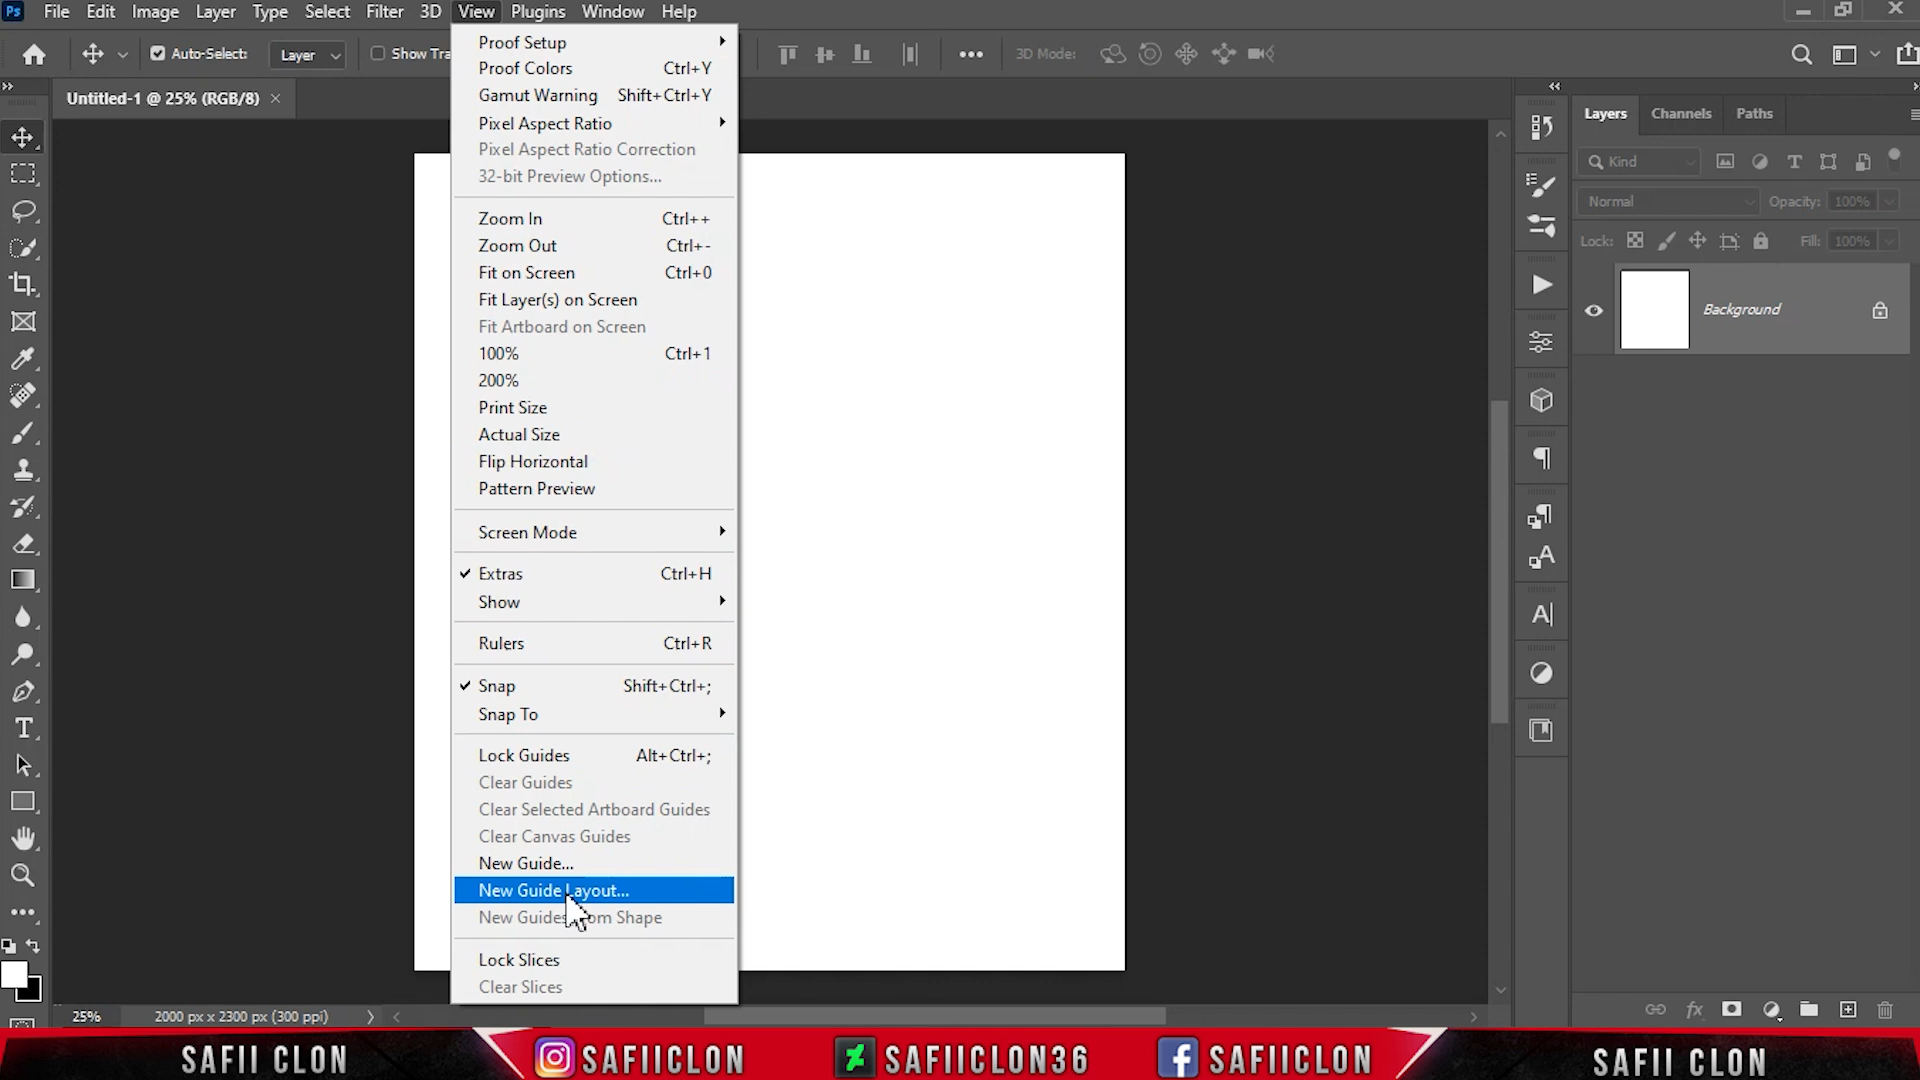 Ps File Edit Image Layer Type Select Filter 3D View Plugins Window Help
Auto-Select: Layer Show Tra 3D Mode:
Untitled-1 @ 25% (RGB/8)
Proof Setup
Proof Colors Ctrl+Y
Gamut Warning Shift+Ctrl+Y
Pixel Aspect Ratio
Pixel Aspect Ratio Correction
32-bit Preview Options...
Zoom In Ctrl++
Zoom Out Ctrl+-
Fit on Screen Ctrl+0
Fit Layer(s) on Screen
Fit Artboard on Screen
100% Ctrl+1
200%
Print Size
Actual Size
Flip Horizontal
Pattern Preview
Screen Mode
Extras Ctrl+H
Show
Rulers Ctrl+R
Snap Shift+Ctrl+;
Snap To
Lock Guides Alt+Ctrl+;
Clear Guides
Clear Selected Artboard Guides
Clear Canvas Guides
New Guide...
New Guide Layout...
New Guides From Shape
Lock Slices
Clear Slices
Layers Channels Paths
Kind
Normal Opacity: 100%
Lock: Fill: 100%
Background
25% 2000 px x 2300 px (300 ppi)
SAFII CLON SAFIICLON SAFIICLON36 SAFIICLON SAFII CLON